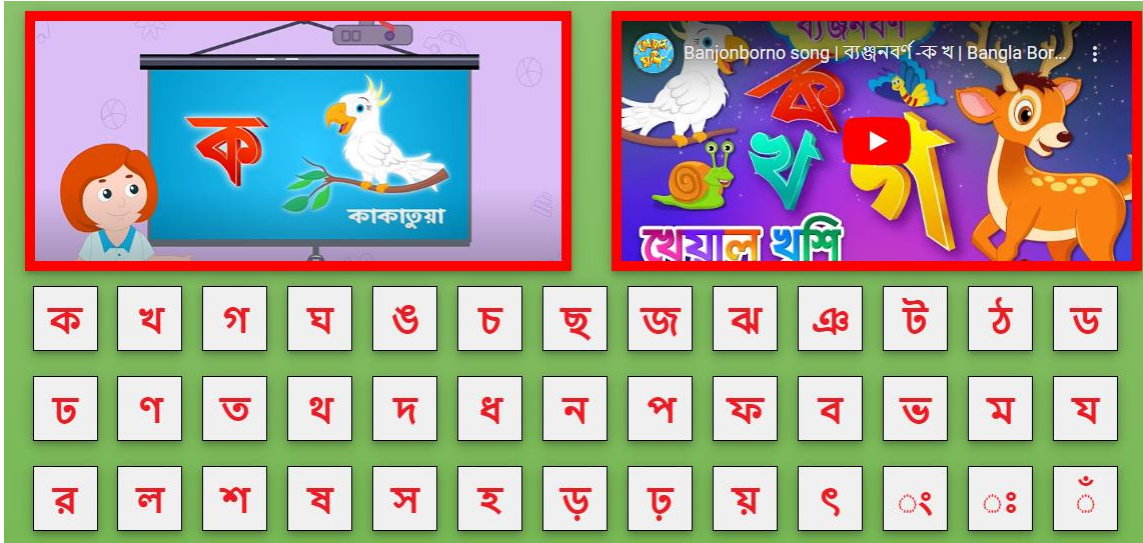 ক
কাকাতুয়া
ব্যঞ্জনবর্ণ
Banjonborno song | ব্যঞ্জনবর্ণ -ক খ | Bangla Bor...
ক
খ
গ
খেয়াল খুশি
ক খ গ ঘ ঙ চ ছ জ ঝ ঞ ট ঠ ড
ঢ ণ ত থ দ ধ ন প ফ ব ভ ম য
র ল শ ষ স হ ড় ঢ় য় ৎ ং ঃ ঁ